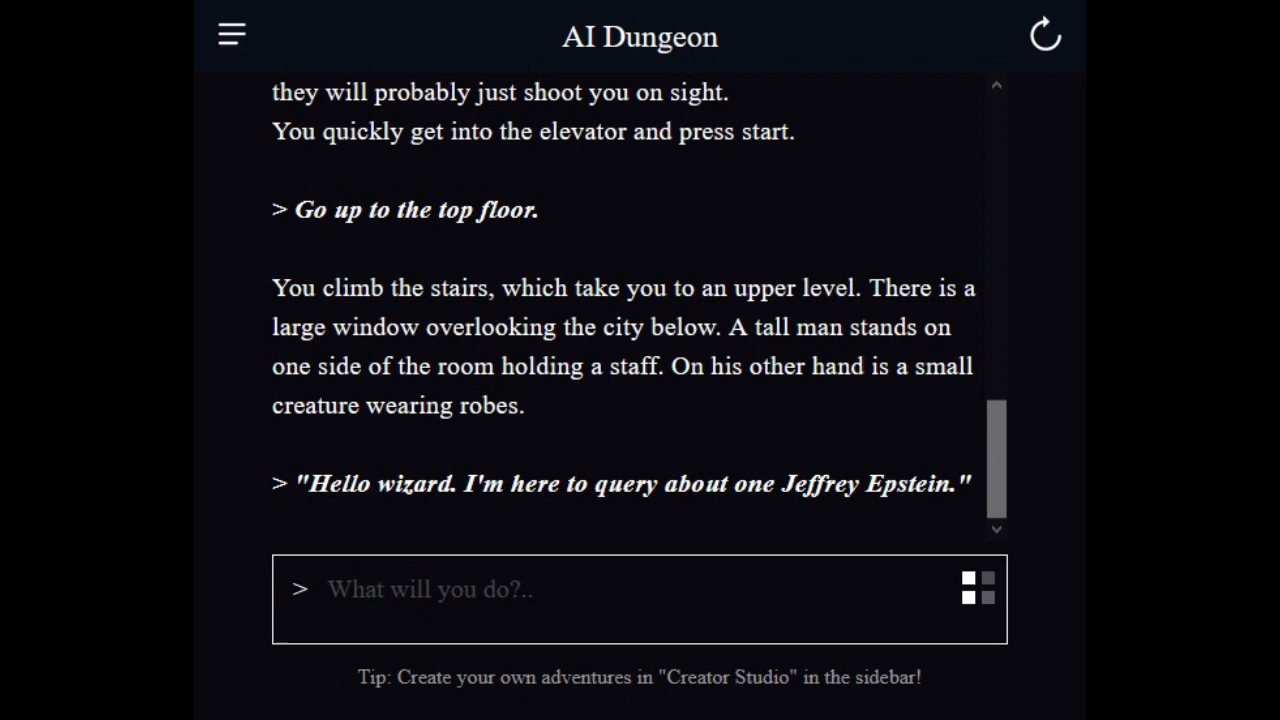 AI Dungeon
they will probably just shoot you on sight.
You quickly get into the elevator and press start.
> Go up to the top floor.
You climb the stairs, which take you to an upper level. There is a
large window overlooking the city below. A tall man stands on
one side of the room holding a staff. On his other hand is a small
creature wearing robes.
> "Hello wizard. I'm here to query about one Jeffrey Epstein."
> What will you do?..
Tip: Create your own adventures in "Creator Studio" in the sidebar!